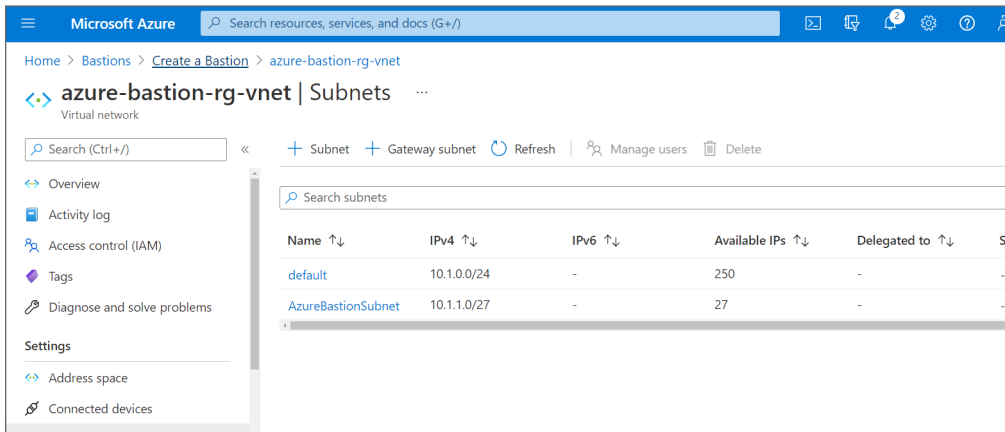 Microsoft Azure
Search resources, services, and docs (G+/)
2
Home > Bastions > Create a Bastion > azure-bastion-rg-vnet
azure-bastion-rg-vnet | Subnets ...
Virtual network
Search (Ctrl+/) «
+ Subnet + Gateway subnet Refresh Manage users Delete
Overview
Activity log
Access control (IAM)
Tags
Diagnose and solve problems
Settings
Address space
Connected devices
Search subnets
Name ↑↓ IPv4 ↑↓ IPv6 ↑↓ Available IPs ↑↓ Delegated to ↑↓ S
default 10.1.0.0/24 - 250 - -
AzureBastionSubnet 10.1.1.0/27 - 27 - -